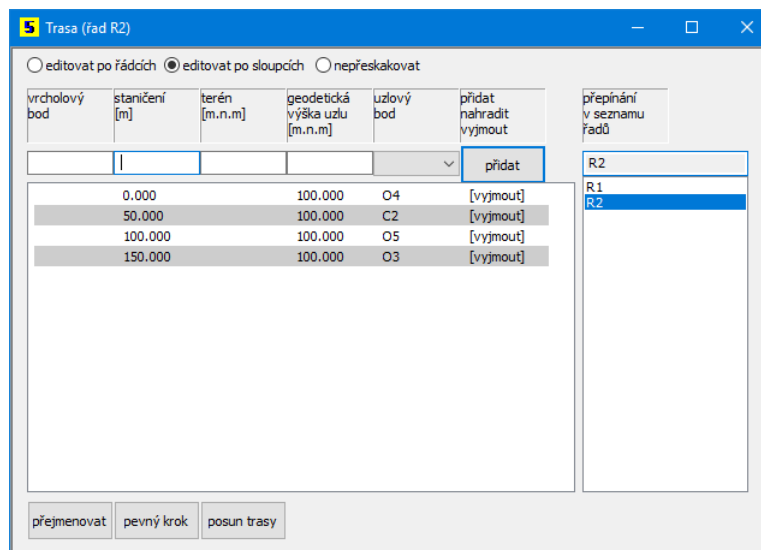 5 Trasa (řad R2)
editovat po řádcích editovat po sloupcích nepřeskakovat
vrcholový bod
staničení [m]
terén [m.n.m]
geodetická výška uzlu [m.n.m]
uzlový bod
přidat nahradit vyjmout
přepínání v seznamu řadů
přidat R2
0.000 100.000 O4 [vyjmout]
50.000 100.000 C2 [vyjmout]
100.000 100.000 O5 [vyjmout]
150.000 100.000 O3 [vyjmout]
R1
R2
přejmenovat pevný krok posun trasy